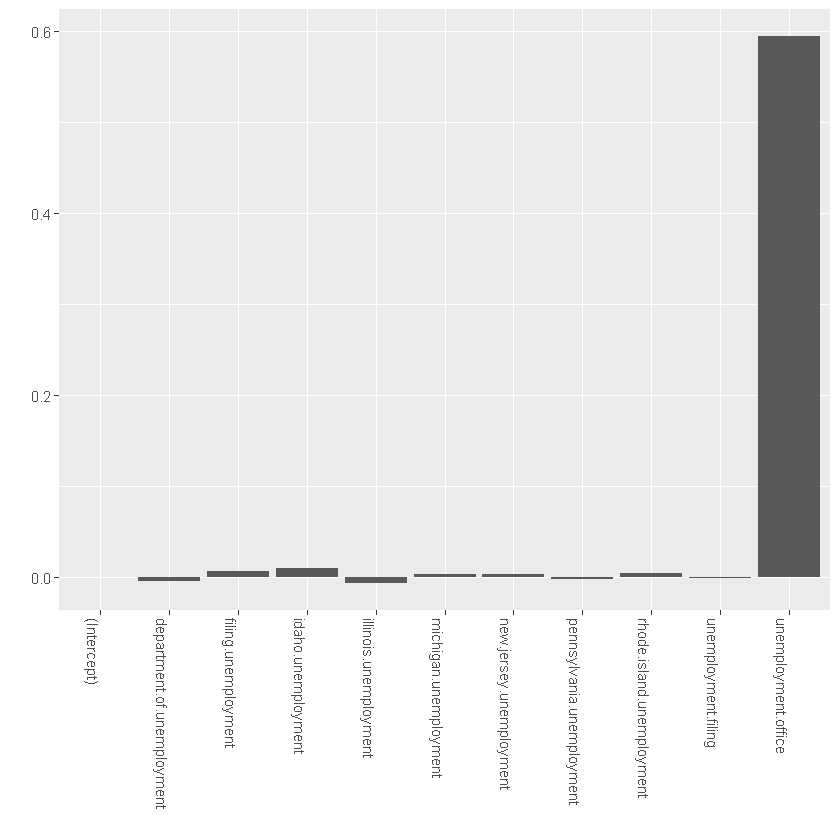 0.6
0.4
0.2
0.0
(Intercept)
department.of.unemployment
filing.unemployment
idaho.unemployment
illinois.unemployment
michigan.unemployment
new.jersey.unemployment
pennsylvania.unemployment
rhode.island.unemployment
unemployment.filing
unemployment.office